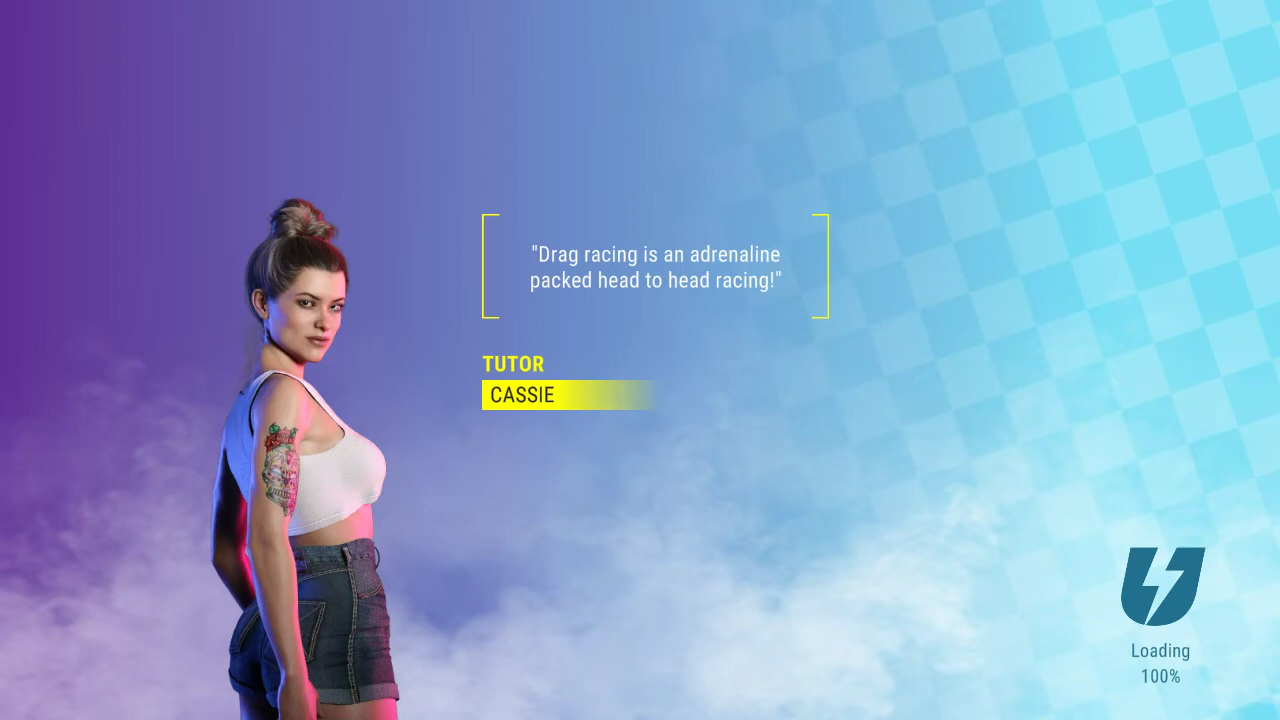 "Drag racing is an adrenaline
packed head to head racing!"
TUTOR
CASSIE
Loading
100%